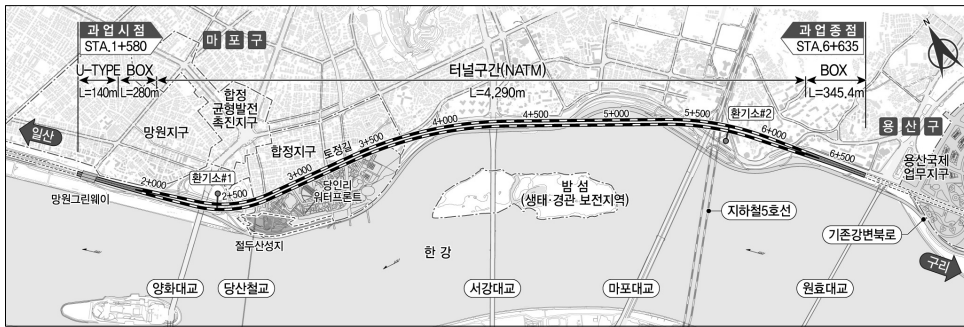 과업시점
STA.1+580
마포구
과업종점
STA.6+635
N
U-TYPE
BOX
터널구간(NATM)
BOX
L=140m
L=280m
L=4,290m
L=345.4m
합정
균형발전
촉진지구
환기소#2
일산
망원지구
합정지구
토정길
용산구
용산국제
업무지구
2+000
2+500
3+000
3+500
4+000
4+500
5+000
5+500
6+000
6+500
환기소#1
당인리
워터프론트
밤 섬
(생태·경관 보전지역)
망원그린웨이
절두산성지
한 강
지하철5호선
기존강변북로
구리
양화대교
당산철교
서강대교
마포대교
원효대교